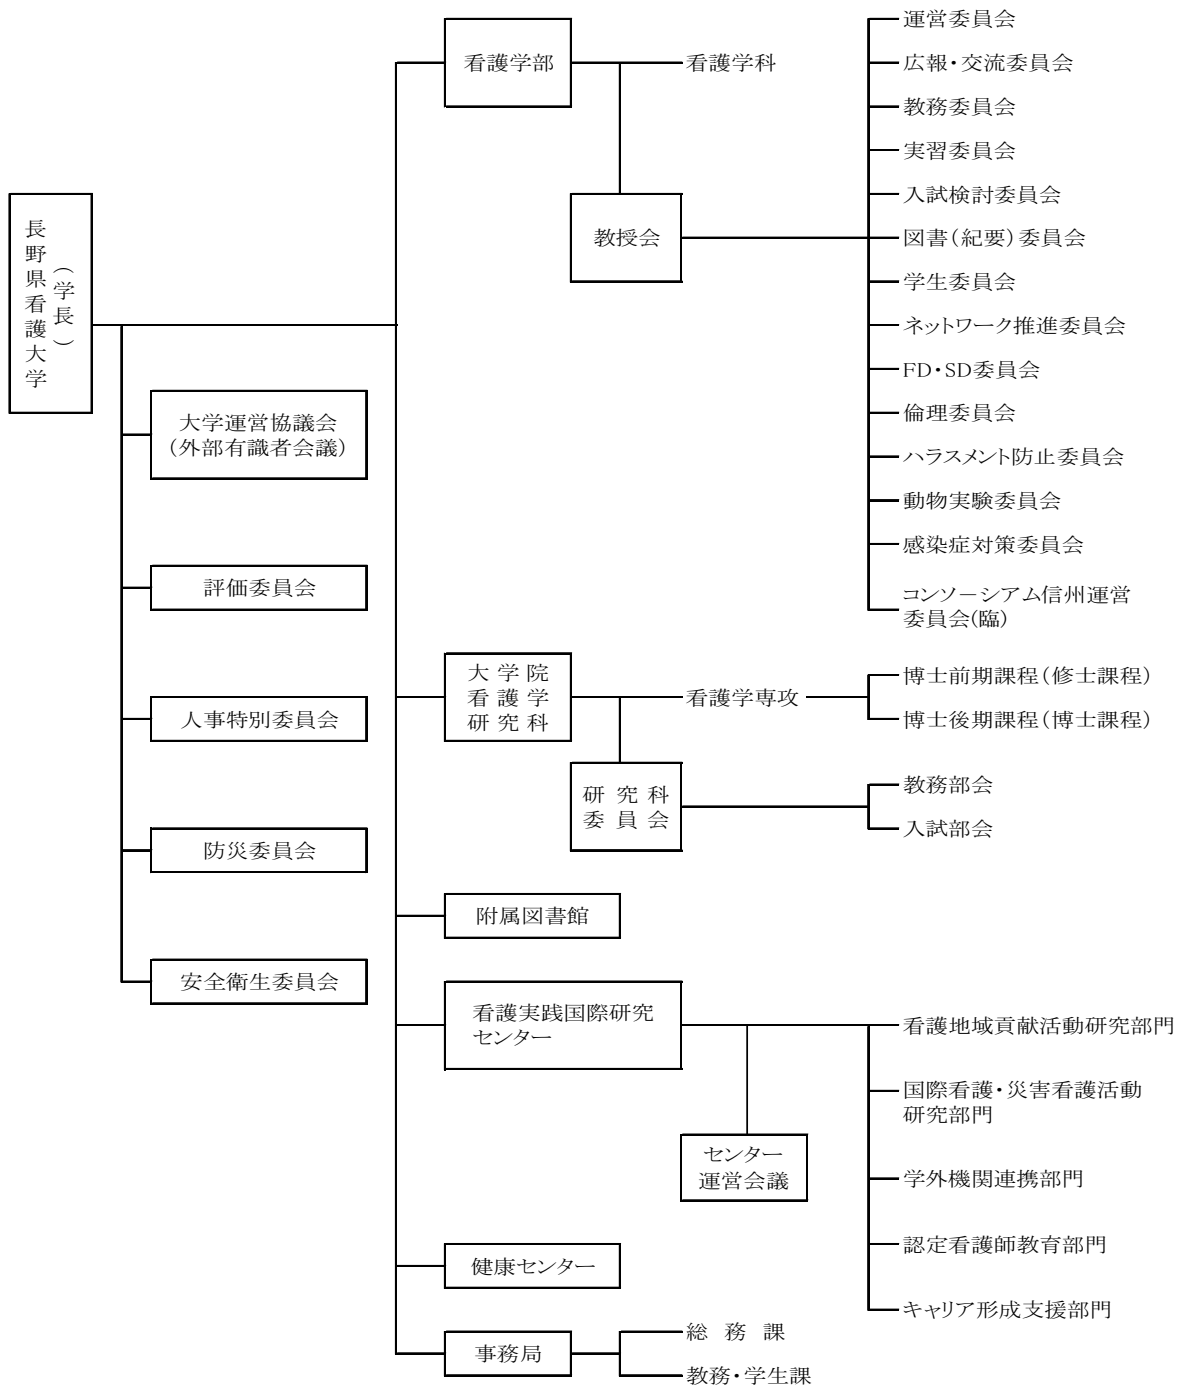 長野県看護大学
（学長）
大学運営協議会
(外部有識者会議)
評価委員会
人事特別委員会
防災委員会
安全衛生委員会
看護学部
看護学科
教授会
運営委員会
広報・交流委員会
教務委員会
実習委員会
入試検討委員会
図書(紀要)委員会
学生委員会
ネットワーク推進委員会
FD・SD委員会
倫理委員会
ハラスメント防止委員会
動物実験委員会
感染症対策委員会
コンソーシアム信州運営
委員会(臨)
大学院
看護学
研究科
看護学専攻
博士前期課程(修士課程)
博士後期課程(博士課程)
研究科
委員会
教務部会
入試部会
附属図書館
看護実践国際研究
センター
センター
運営会議
看護地域貢献活動研究部門
国際看護・災害看護活動
研究部門
学外機関連携部門
認定看護師教育部門
キャリア形成支援部門
健康センター
事務局
総務課
教務・学生課